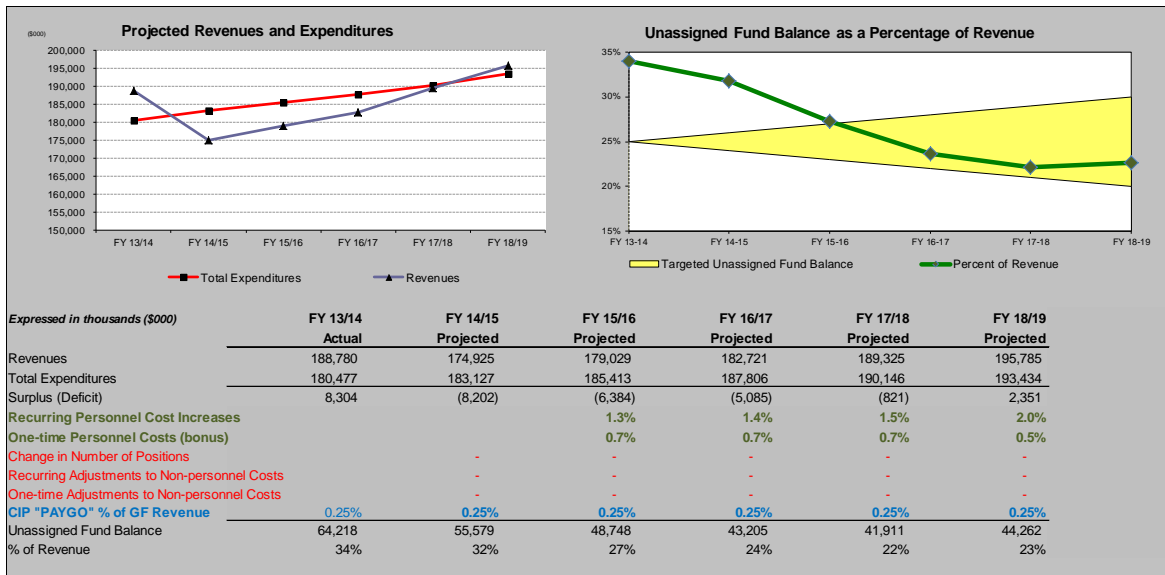 Projected Revenues and Expenditures
($000)
200,000
195,000
190,000
185,000
180,000
175,000
170,000
165,000
160,000
155,000
150,000
FY 13/14 FY 14/15 FY 15/16 FY 16/17 FY 17/18 FY 18/19
Total Expenditures Revenues
Unassigned Fund Balance as a Percentage of Revenue
35%
30%
25%
20%
15%
FY 13-14 FY 14-15 FY 15-16 FY 16-17 FY 17-18 FY 18-19
Targeted Unassigned Fund Balance Percent of Revenue
Expressed in thousands ($000) FY 13/14 FY 14/15 FY 15/16 FY 16/17 FY 17/18 FY 18/19
Actual Projected Projected Projected Projected Projected
Revenues 188,780 174,925 179,029 182,721 189,325 195,785
Total Expenditures 180,477 183,127 185,413 187,806 190,146 193,434
Surplus (Deficit) 8,304 (8,202) (6,384) (5,085) (821) 2,351
Recurring Personnel Cost Increases 1.3% 1.4% 1.5% 2.0%
One-time Personnel Costs (bonus) 0.7% 0.7% 0.7% 0.5%
Change in Number of Positions - - - - -
Recurring Adjustments to Non-personnel Costs - - - - -
One-time Adjustments to Non-personnel Costs - - - - -
CIP "PAYGO" % of GF Revenue 0.25% 0.25% 0.25% 0.25% 0.25% 0.25%
Unassigned Fund Balance 64,218 55,579 48,748 43,205 41,911 44,262
% of Revenue 34% 32% 27% 24% 22% 23%